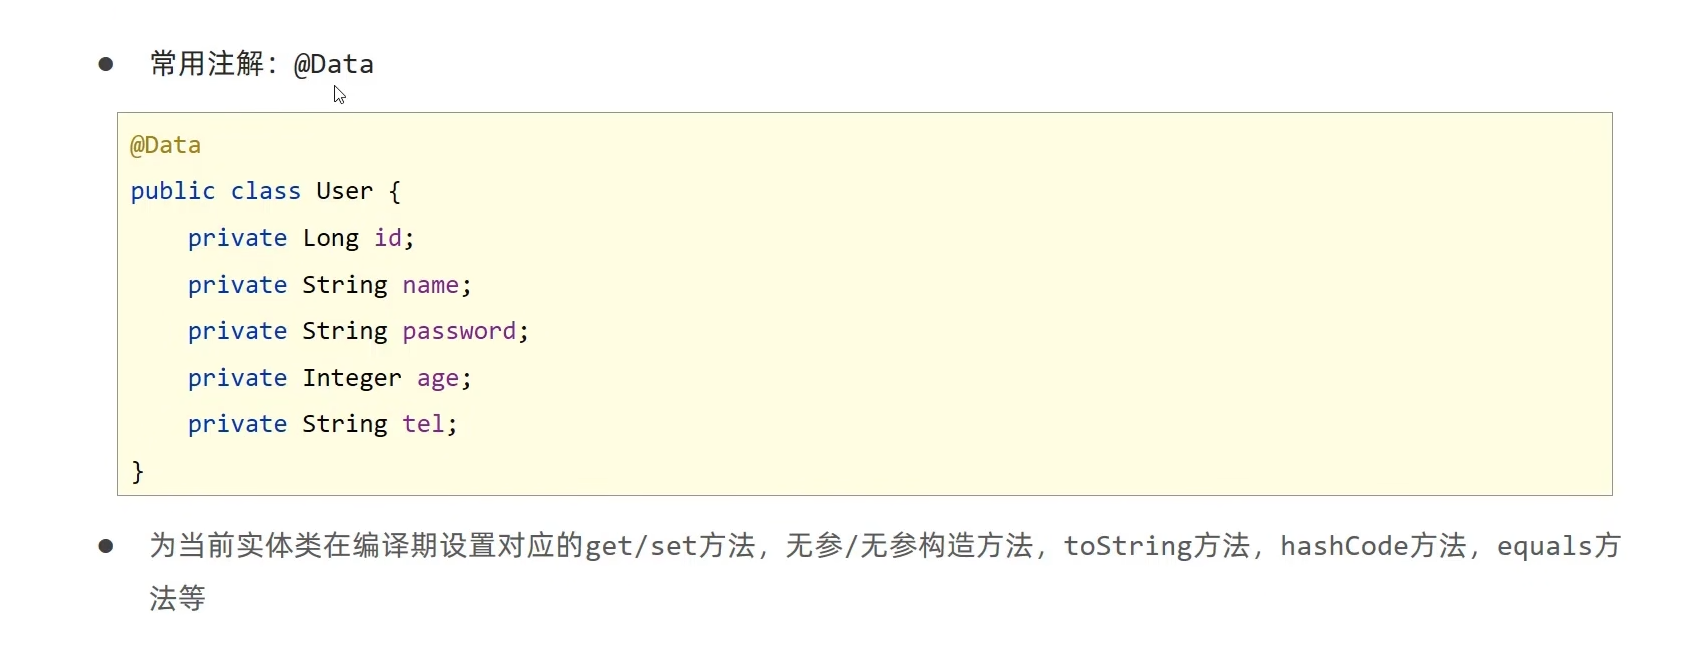 ● 常用注解：@Data
@Data
public class User {
    private Long id;
    private String name;
    private String password;
    private Integer age;
    private String tel;
}
● 为当前实体类在编译期设置对应的get/set方法，无参/无参构造方法，toString方法，hashCode方法，equals方
法等